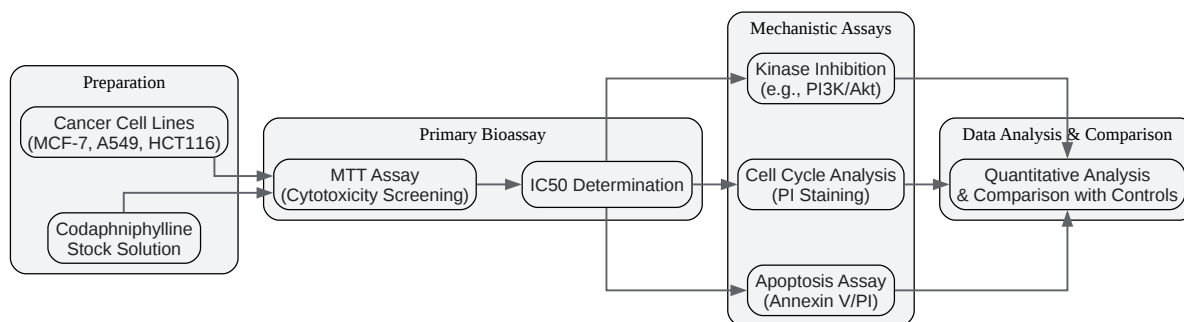 Preparation
Cancer Cell Lines
(MCF-7, A549, HCT116)
Codaphniphylline
Stock Solution
Primary Bioassay
MTT Assay
(Cytotoxicity Screening)
IC50 Determination
Mechanistic Assays
Kinase Inhibition
(e.g., PI3K/Akt)
Cell Cycle Analysis
(PI Staining)
Apoptosis Assay
(Annexin V/PI)
Data Analysis & Comparison
Quantitative Analysis
& Comparison with Controls